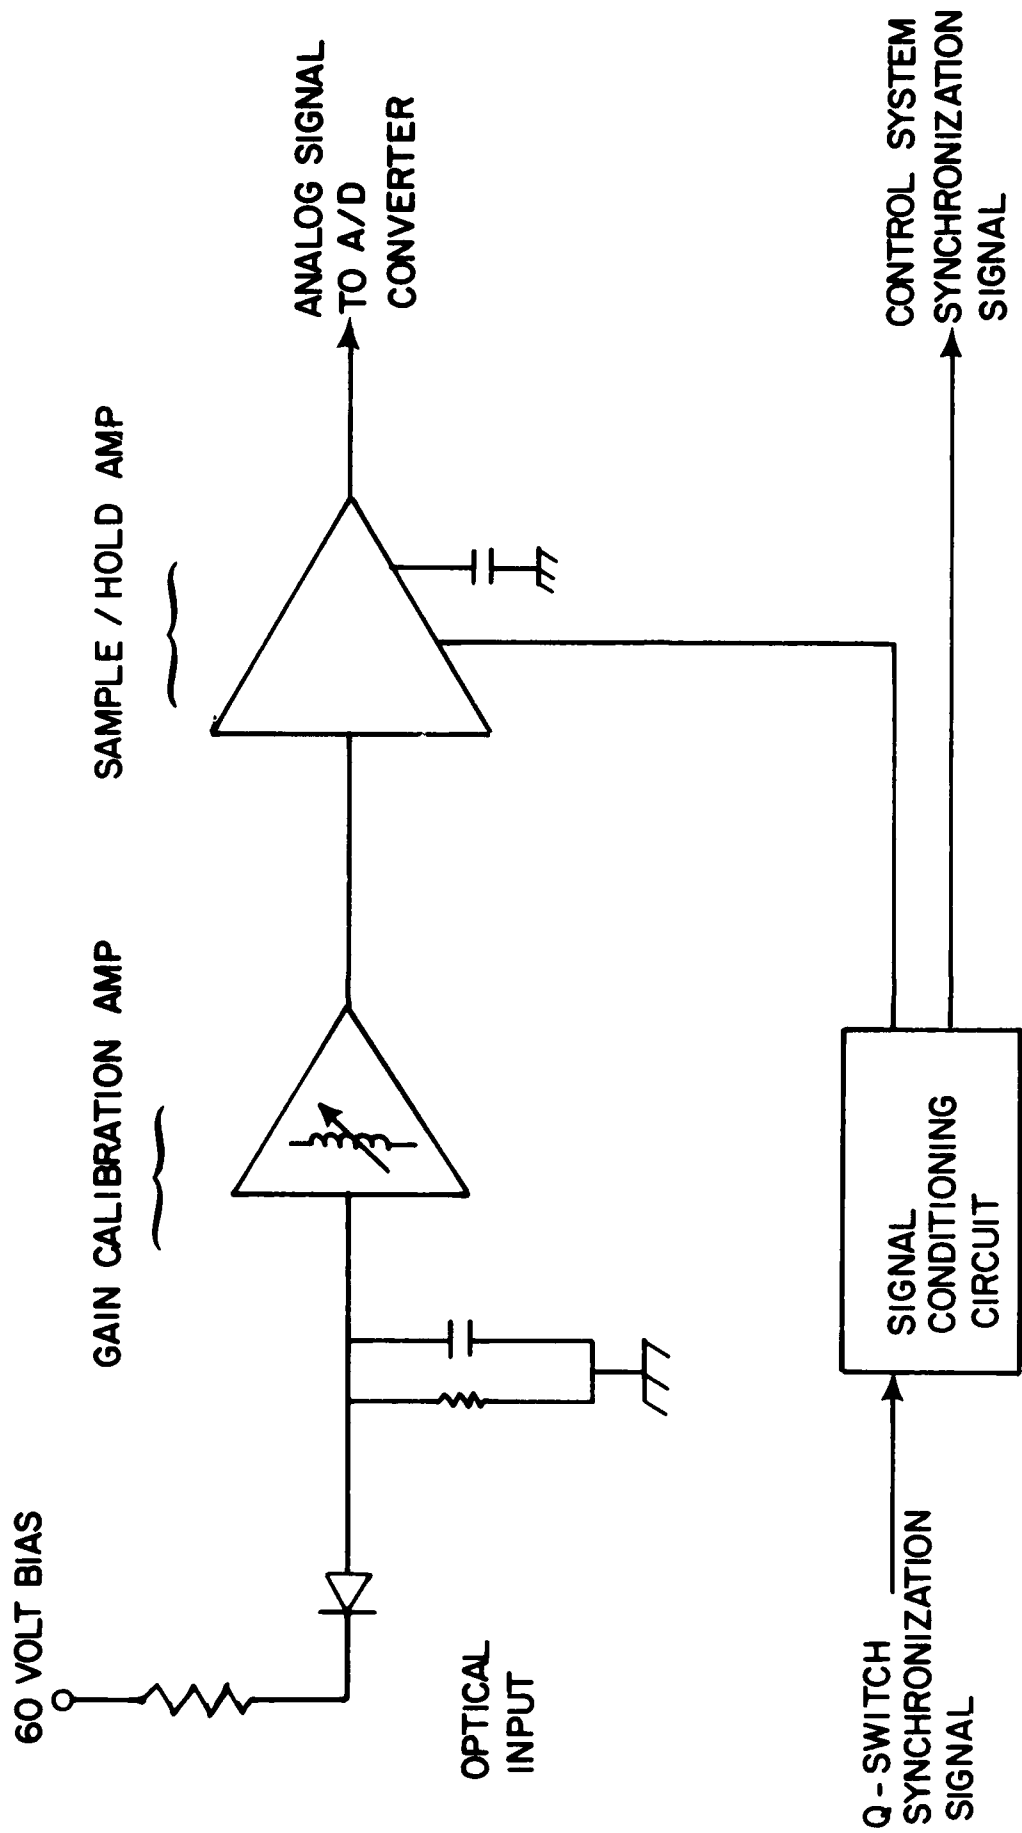 60 VOLT BIAS
OPTICAL
INPUT
GAIN CALIBRATION AMP
SAMPLE / HOLD AMP
ANALOG SIGNAL
TO A/D
CONVERTER
Q-SWITCH
SYNCHRONIZATION
SIGNAL
SIGNAL
CONDITIONING
CIRCUIT
CONTROL SYSTEM
SYNCHRONIZATION
SIGNAL